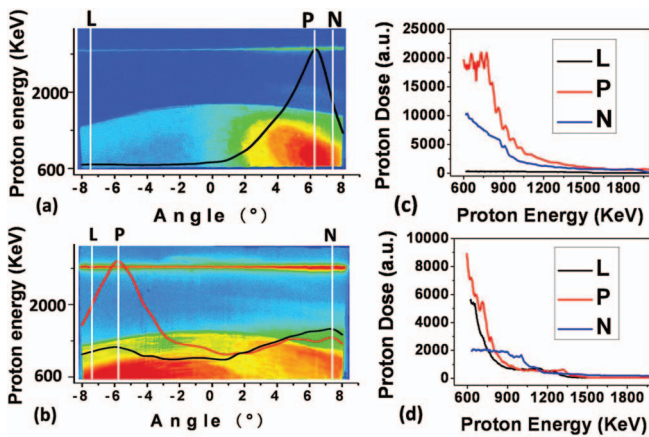 L P N
Proton energy (KeV)
2000
600
-8 -6 -4 -2 0 2 4 6 8
(a)
Angle (°)
L P N
Proton energy (KeV)
2000
600
-8 -6 -4 -2 0 2 4 6 8
(b)
Angle (°)
Proton Dose (a.u.)
25000
20000
15000
10000
5000
0
L
P
N
600 900 1200 1500 1800
(c)
Proton Energy (KeV)
Proton Dose (a.u.)
10000
8000
6000
4000
2000
0
L
P
N
600 900 1200 1500 1800
(d)
Proton Energy (KeV)